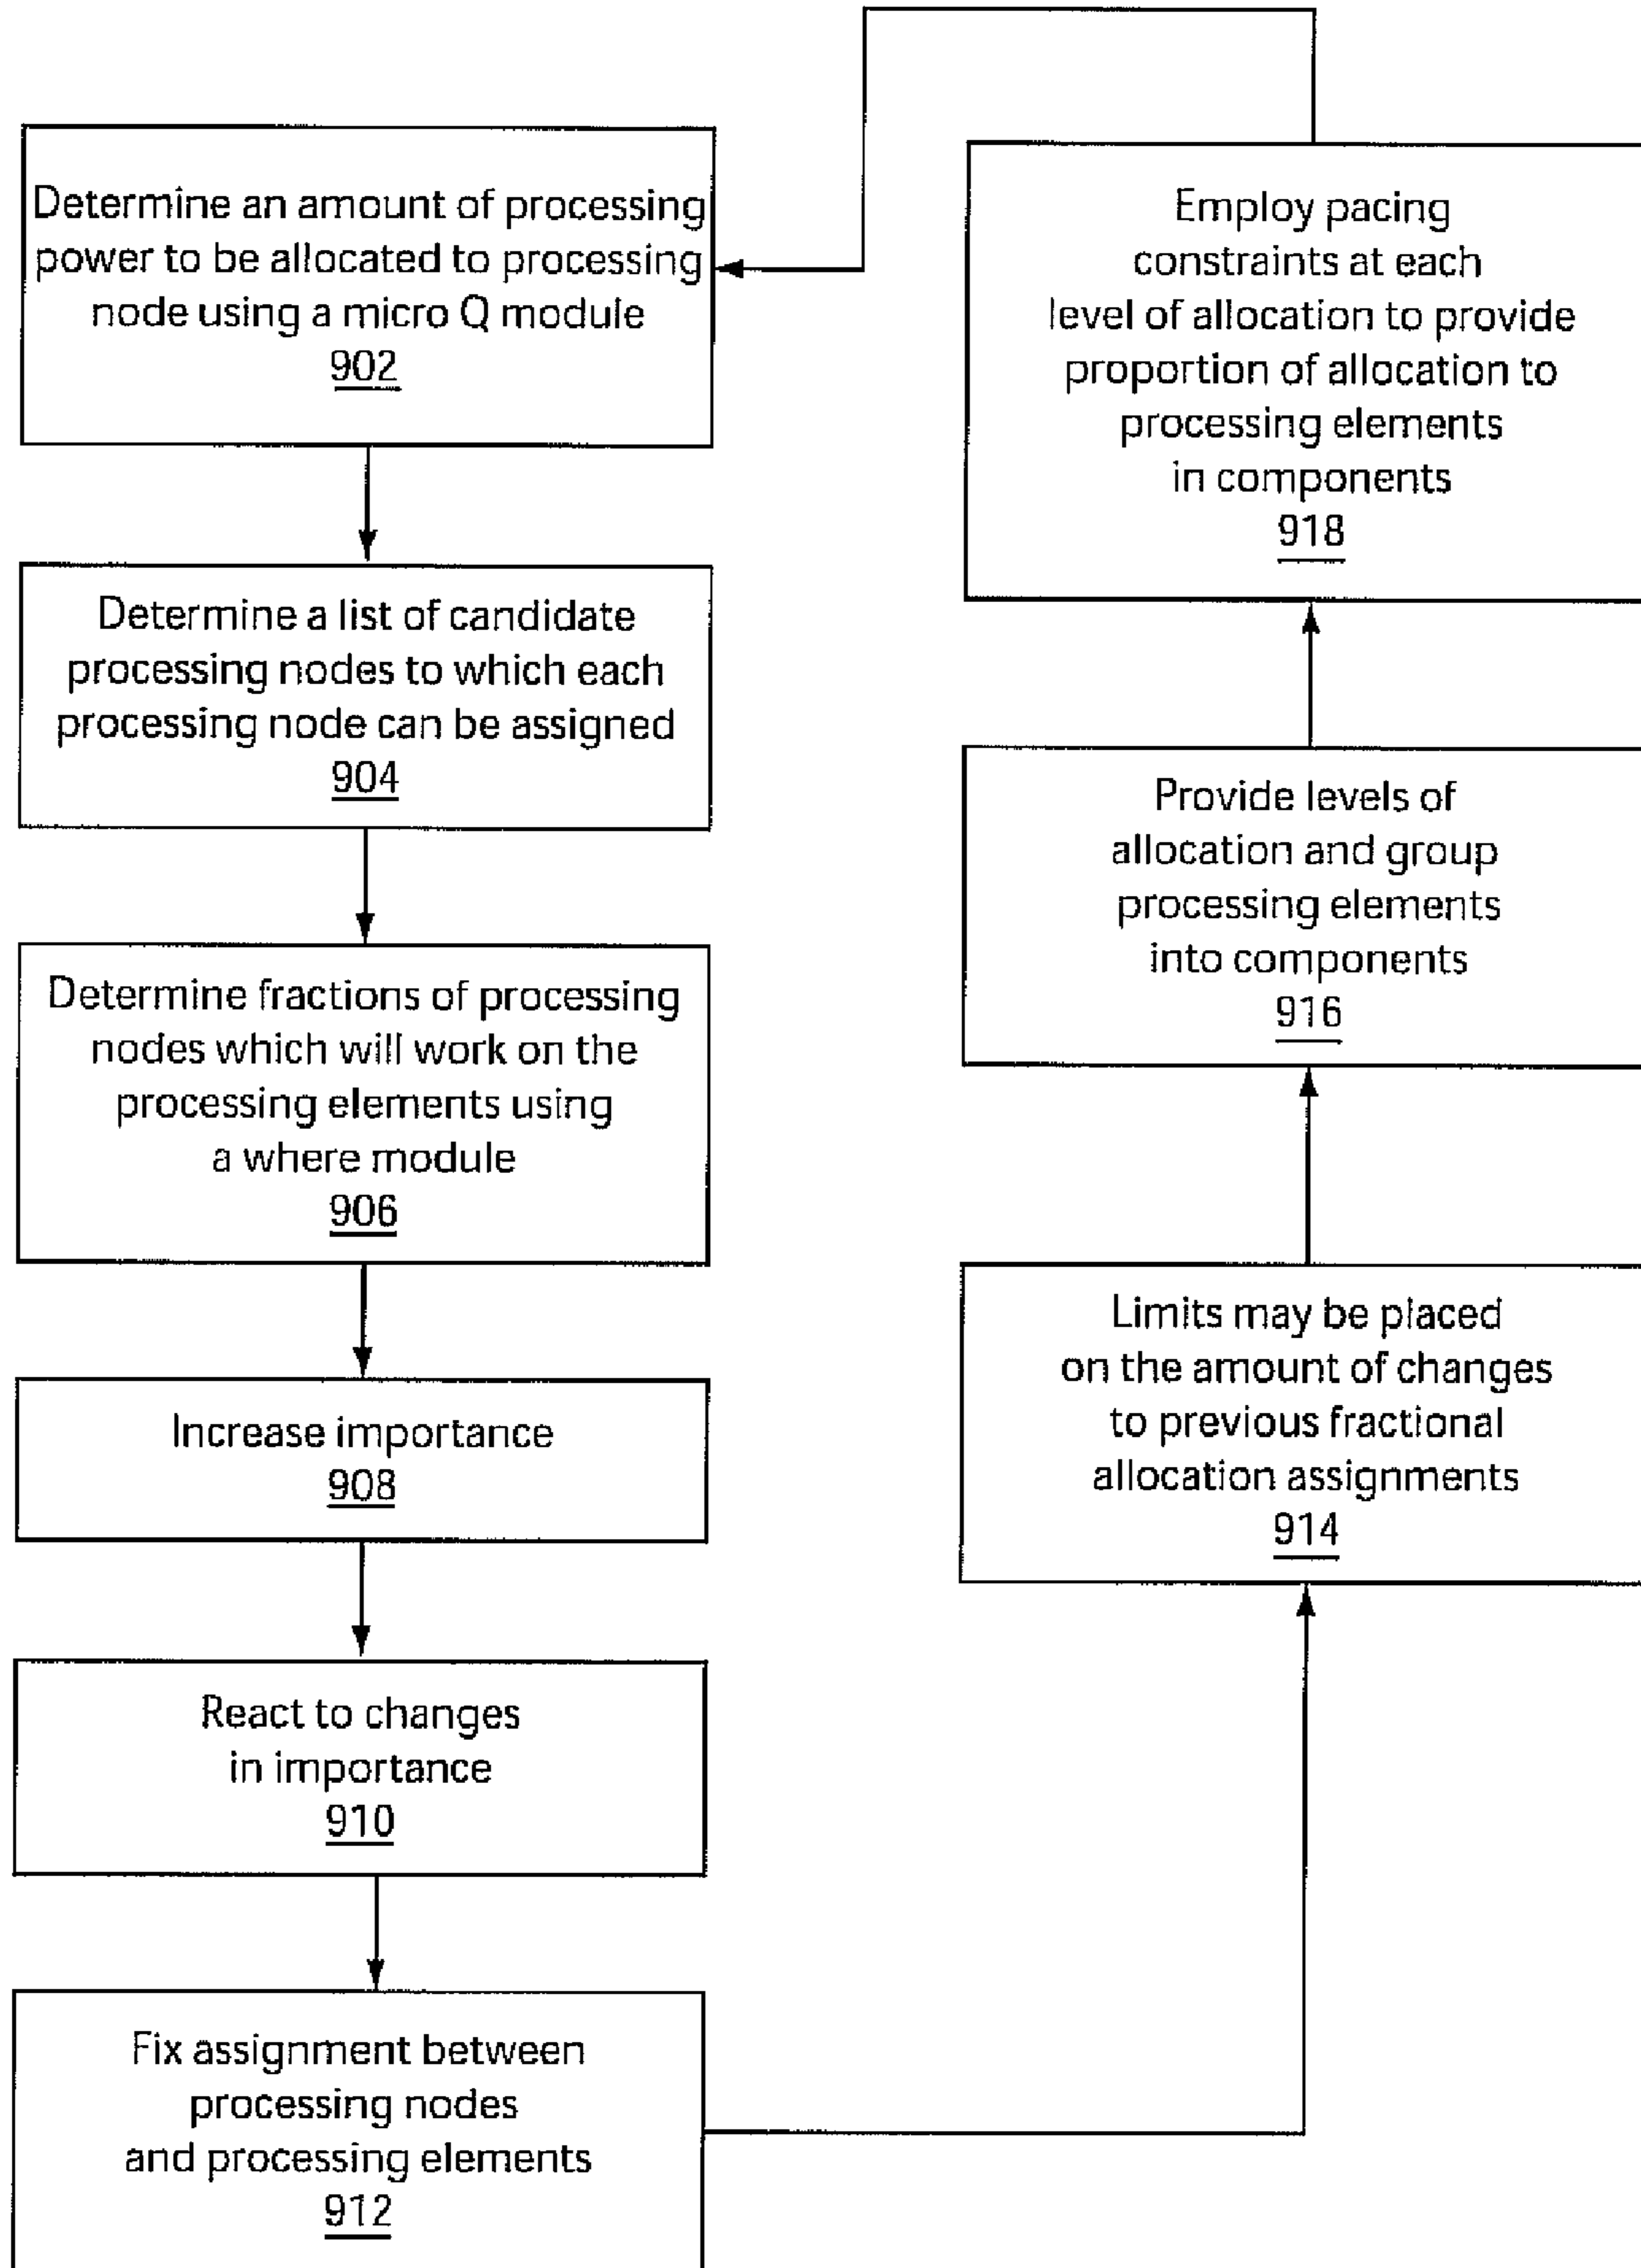 Determine an amount of processing
power to be allocated to processing
node using a micro Q module
902
Determine a list of candidate
processing nodes to which each
processing node can be assigned
904
Determine fractions of processing
nodes which will work on the
processing elements using
a where module
906
Increase importance
908
React to changes
in importance
910
Fix assignment between
processing nodes
and processing elements
912
Limits may be placed
on the amount of changes
to previous fractional
allocation assignments
914
Provide levels of
allocation and group
processing elements
into components
916
Employ pacing
constraints at each
level of allocation to provide
proportion of allocation to
processing elements
in components
918